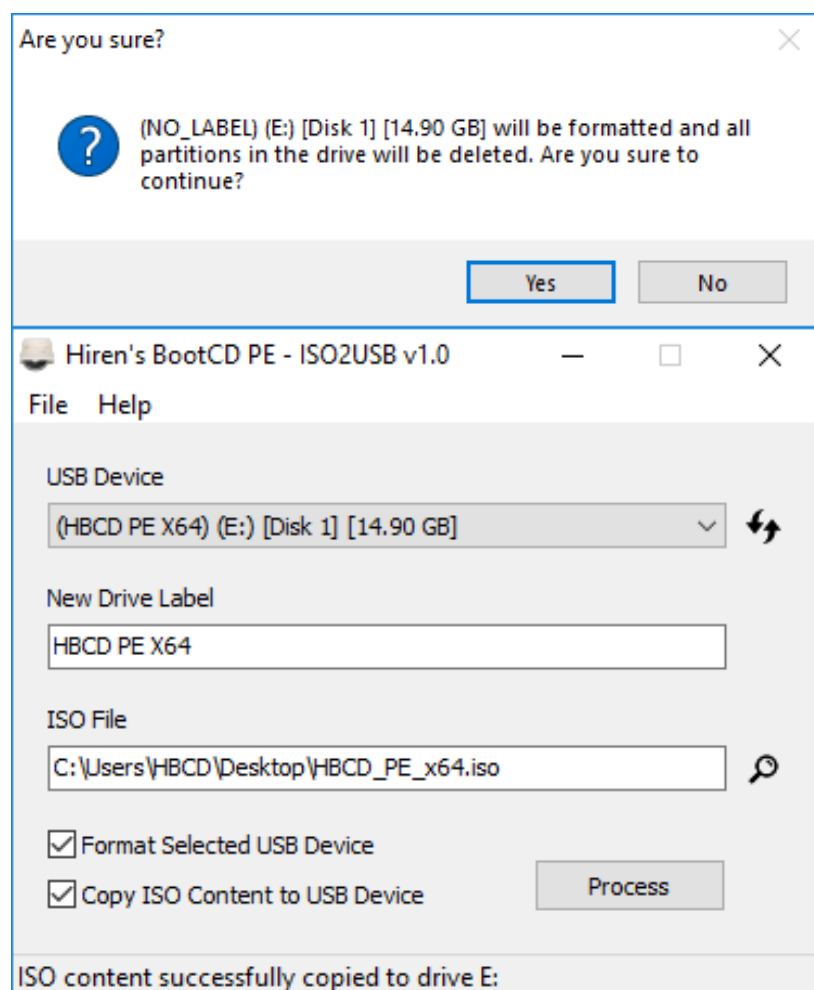 Are you sure?
(NO_LABEL) (E:) [Disk 1] [14.90 GB] will be formatted and all
partitions in the drive will be deleted. Are you sure to
continue?
Yes No
Hiren's BootCD PE - ISO2USB v1.0
File Help
USB Device
(HBCD PE X64) (E:) [Disk 1] [14.90 GB]
New Drive Label
HBCD PE X64
ISO File
C:\Users\HBCD\Desktop\HBCD_PE_x64.iso
Format Selected USB Device
Copy ISO Content to USB Device
Process
ISO content successfully copied to drive E: